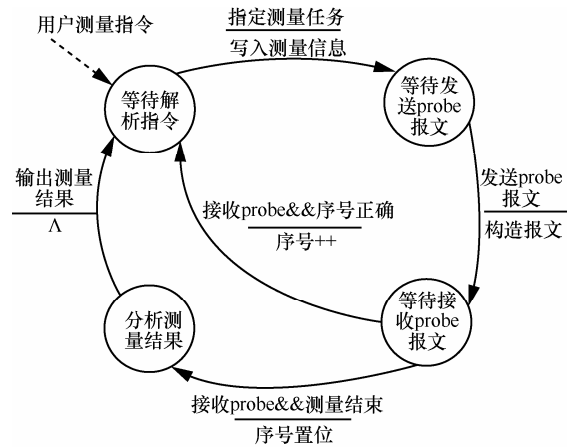 用户测量指令
指定测量任务
写入测量信息
等待解
析指令
等待发
送probe
报文
发送probe
报文
构造报文
输出测量
结果
Λ
接收probe&&序号正确
序号++
等待接
收probe
报文
分析测
量结果
接收probe&&测量结束
序号置位